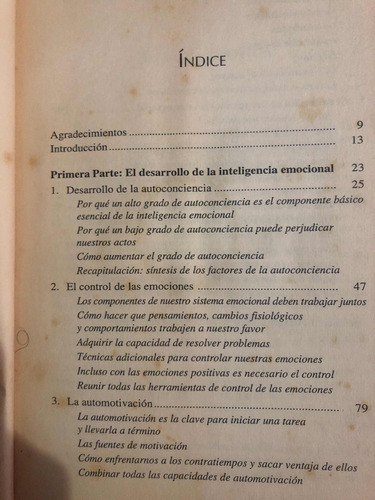 ÍNDICE
Agradecimientos 9
Introducción 13
Primera Parte: El desarrollo de la inteligencia emocional 23
1. Desarrollo de la autoconciencia 25
Por qué un alto grado de autoconciencia es el componente básico
esencial de la inteligencia emocional
Por qué un bajo grado de autoconciencia puede perjudicar
nuestros actos
Cómo aumentar el grado de autoconciencia
Recapitulación: síntesis de los factores de la autoconciencia
2. El control de las emociones 47
Los componentes de nuestro sistema emocional deben trabajar juntos
Cómo hacer que pensamientos, cambios fisiológicos
y comportamientos trabajen a nuestro favor
Adquirir la capacidad de resolver problemas
Técnicas adicionales para controlar nuestras emociones
Incluso con las emociones positivas es necesario el control
Reunir todas las herramientas de control de las emociones
3. La automotivación 79
La automotivación es la clave para iniciar una tarea
y llevarla a término
Las fuentes de motivación
Cómo enfrentarnos a los contratiempos y sacar ventaja de ellos
Combinar todas las capacidades de automotivación